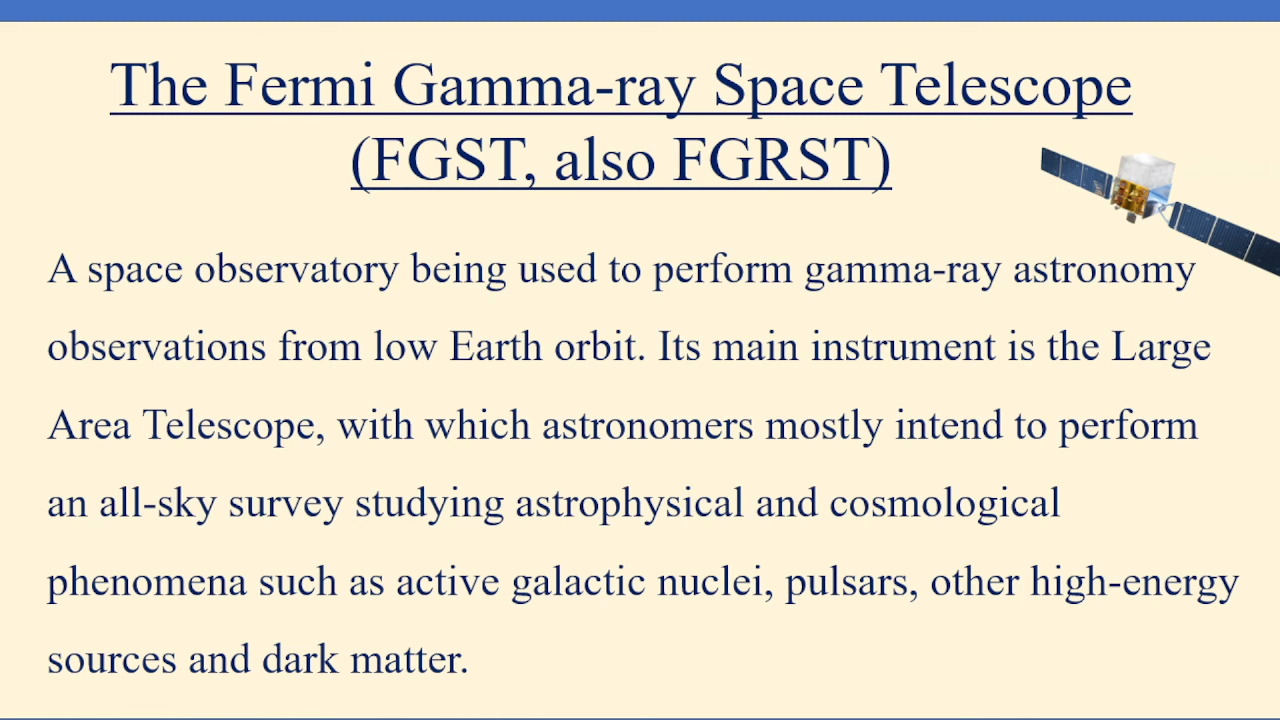 The Fermi Gamma-ray Space Telescope
(FGST, also FGRST)
A space observatory being used to perform gamma-ray astronomy
observations from low Earth orbit. Its main instrument is the Large
Area Telescope, with which astronomers mostly intend to perform
an all-sky survey studying astrophysical and cosmological
phenomena such as active galactic nuclei, pulsars, other high-energy
sources and dark matter.